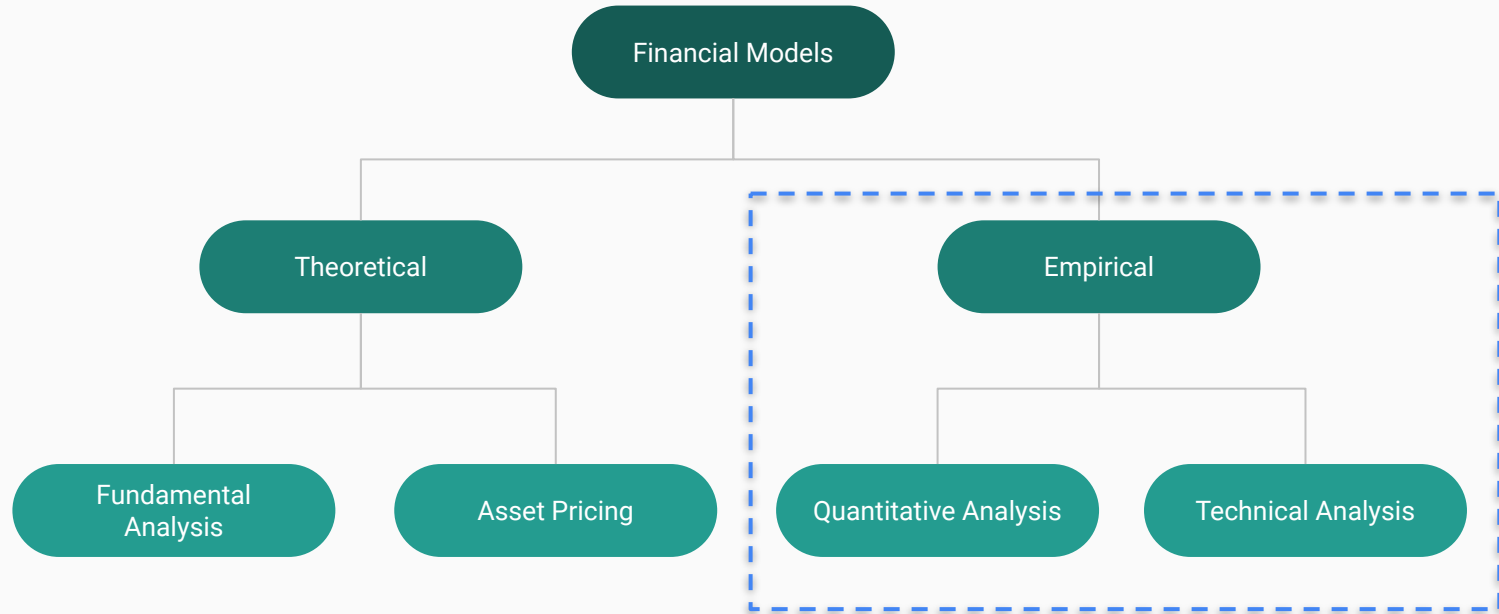 Financial Models
Theoretical
Empirical
Fundamental
Analysis
Asset Pricing
Quantitative Analysis
Technical Analysis